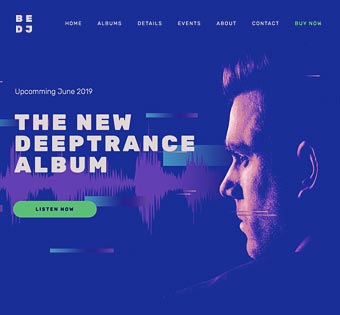 BE
DJ
HOME ALBUMS DETAILS EVENTS ABOUT CONTACT BUY NOW
Upcomming June 2019
THE NEW
DEEPTRANCE
ALBUM
LISTEN NOW